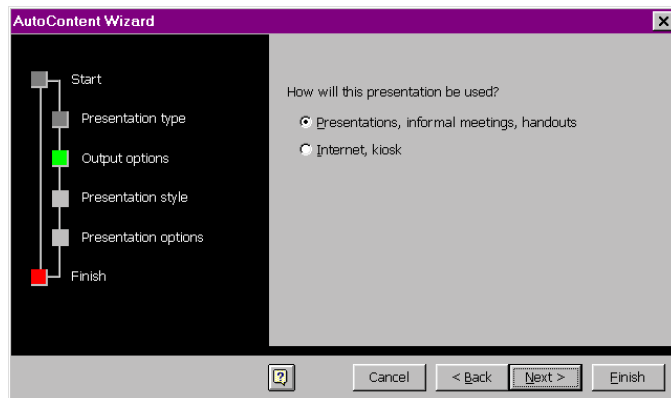 AutoContent Wizard
Start
Presentation type
Output options
Presentation style
Presentation options
Finish
How will this presentation be used?
Presentations, informal meetings, handouts
Internet, kiosk
Cancel
< Back
Next >
Finish